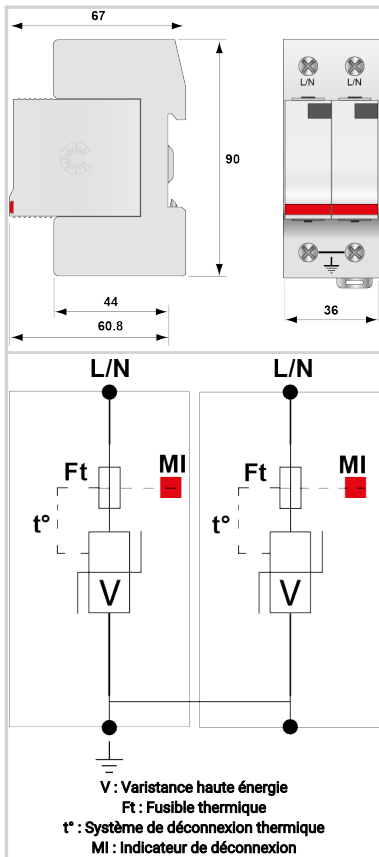 67
L/N L/N
90
44
60.8
36
L/N L/N
Ft MI Ft MI
t° t°
V V
V : Varistance haute énergie
Ft : Fusible thermique
t° : Système de déconnexion thermique
MI : Indicateur de déconnexion